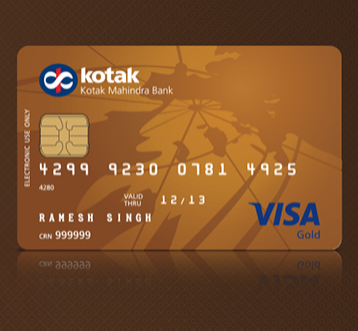 kotak
Kotak Mahindra Bank
ELECTRONIC USE ONLY
4299 9230 0781 4925
4280
VALID
THRU 12/13
RAMESH SINGH
CRN 999999
VISA
Gold